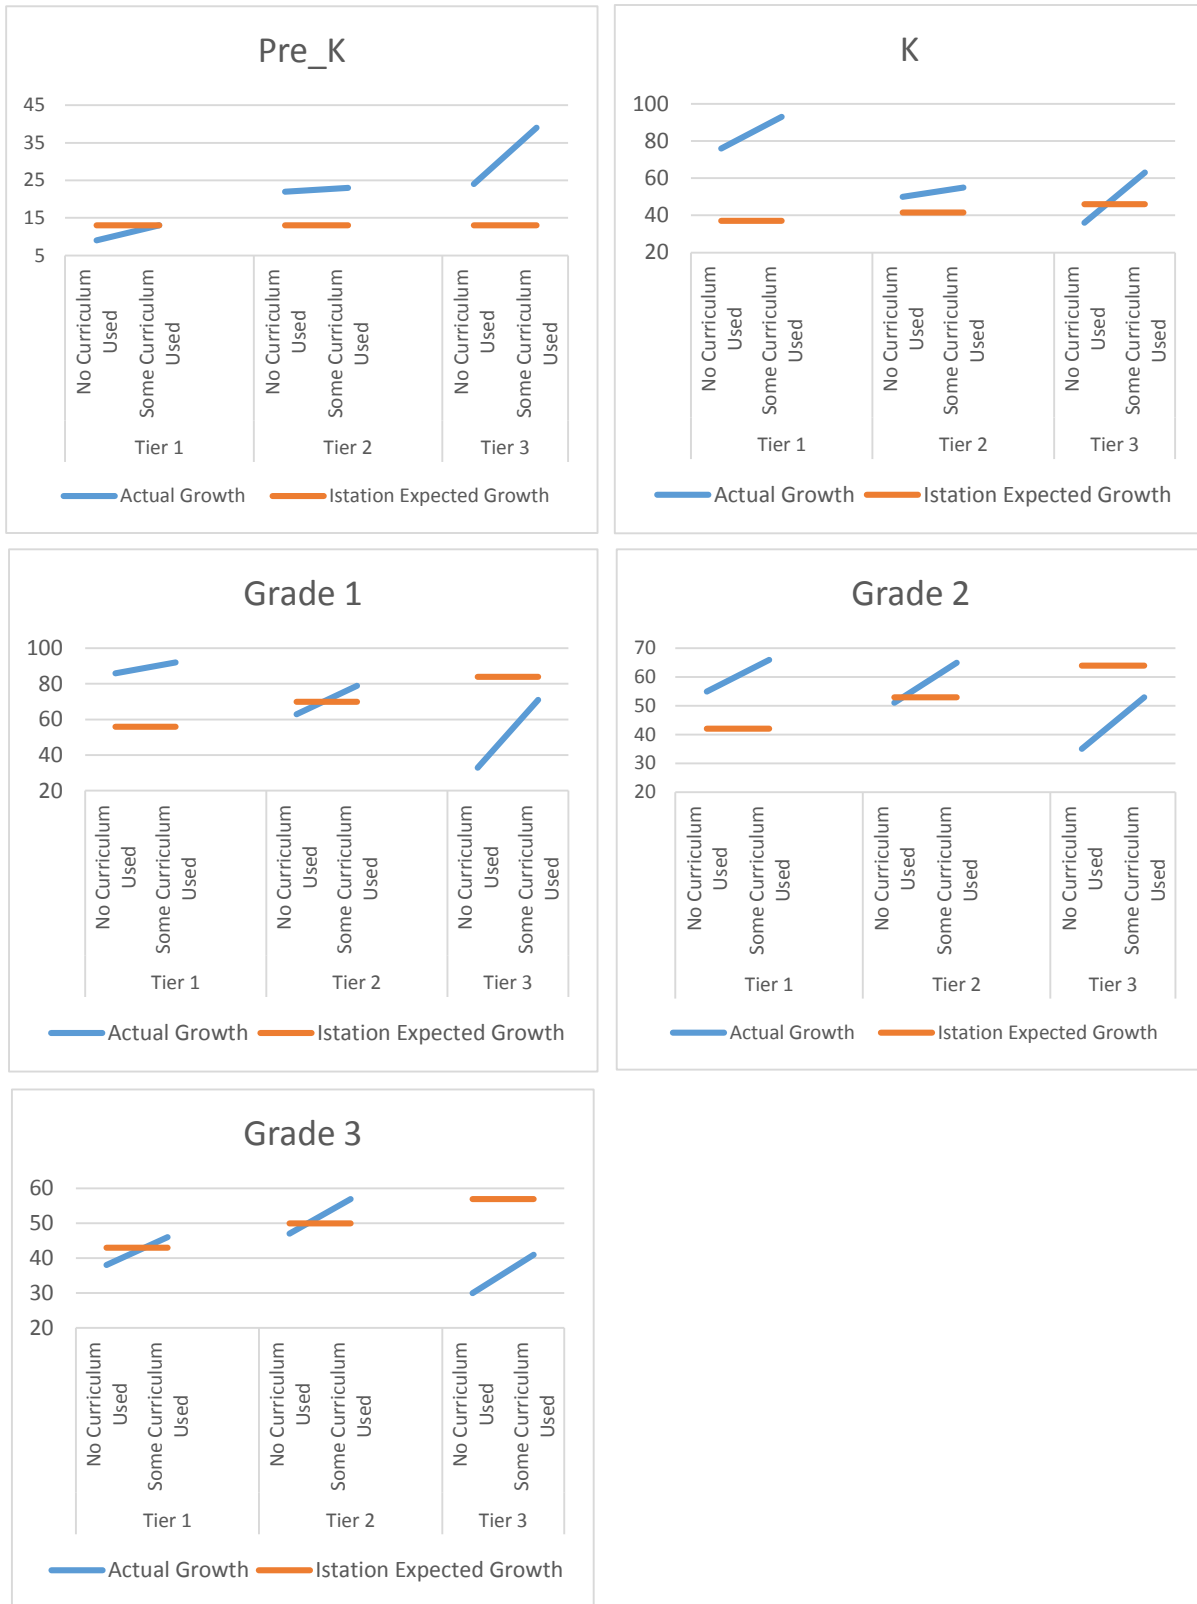 Pre_K
45
35
25
15
5
No Curriculum
Used
Some Curriculum
Used
No Curriculum
Used
Some Curriculum
Used
No Curriculum
Used
Some Curriculum
Used
Tier 1 Tier 2 Tier 3
Actual Growth Istation Expected Growth
K
100
80
60
40
20
No Curriculum
Used
Some Curriculum
Used
No Curriculum
Used
Some Curriculum
Used
No Curriculum
Used
Some Curriculum
Used
Tier 1 Tier 2 Tier 3
Actual Growth Istation Expected Growth
Grade 1
100
80
60
40
20
No Curriculum
Used
Some Curriculum
Used
No Curriculum
Used
Some Curriculum
Used
No Curriculum
Used
Some Curriculum
Used
Tier 1 Tier 2 Tier 3
Actual Growth Istation Expected Growth
Grade 2
70
60
50
40
30
20
No Curriculum
Used
Some Curriculum
Used
No Curriculum
Used
Some Curriculum
Used
No Curriculum
Used
Some Curriculum
Used
Tier 1 Tier 2 Tier 3
Actual Growth Istation Expected Growth
Grade 3
60
50
40
30
20
No Curriculum
Used
Some Curriculum
Used
No Curriculum
Used
Some Curriculum
Used
No Curriculum
Used
Some Curriculum
Used
Tier 1 Tier 2 Tier 3
Actual Growth Istation Expected Growth